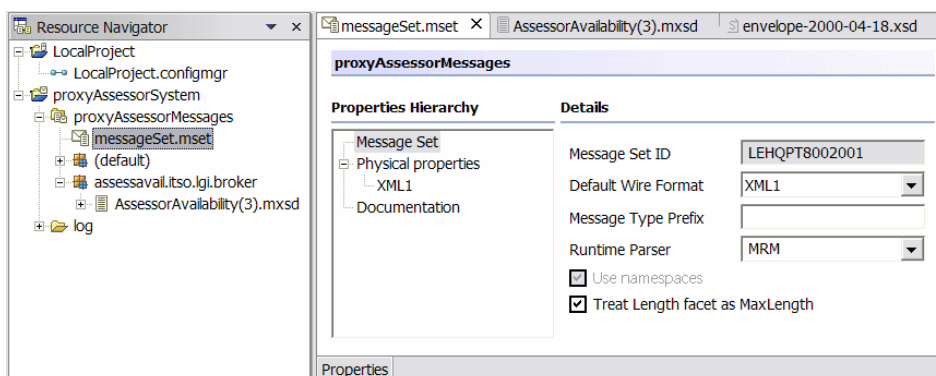 Resource Navigator
LocalProject
LocalProject.configmgr
proxyAssessorSystem
proxyAssessorMessages
messageSet.mset
(default)
assessavail.itso.lgi.broker
AssessorAvailability(3).mxsd
log
messageSet.mset
AssessorAvailability(3).mxsd
envelope-2000-04-18.xsd
proxyAssessorMessages
Properties Hierarchy
Message Set
Physical properties
XML1
Documentation
Details
Message Set ID LEHQPT8002001
Default Wire Format XML1
Message Type Prefix
Runtime Parser MRM
Use namespaces
Treat Length facet as MaxLength
Properties